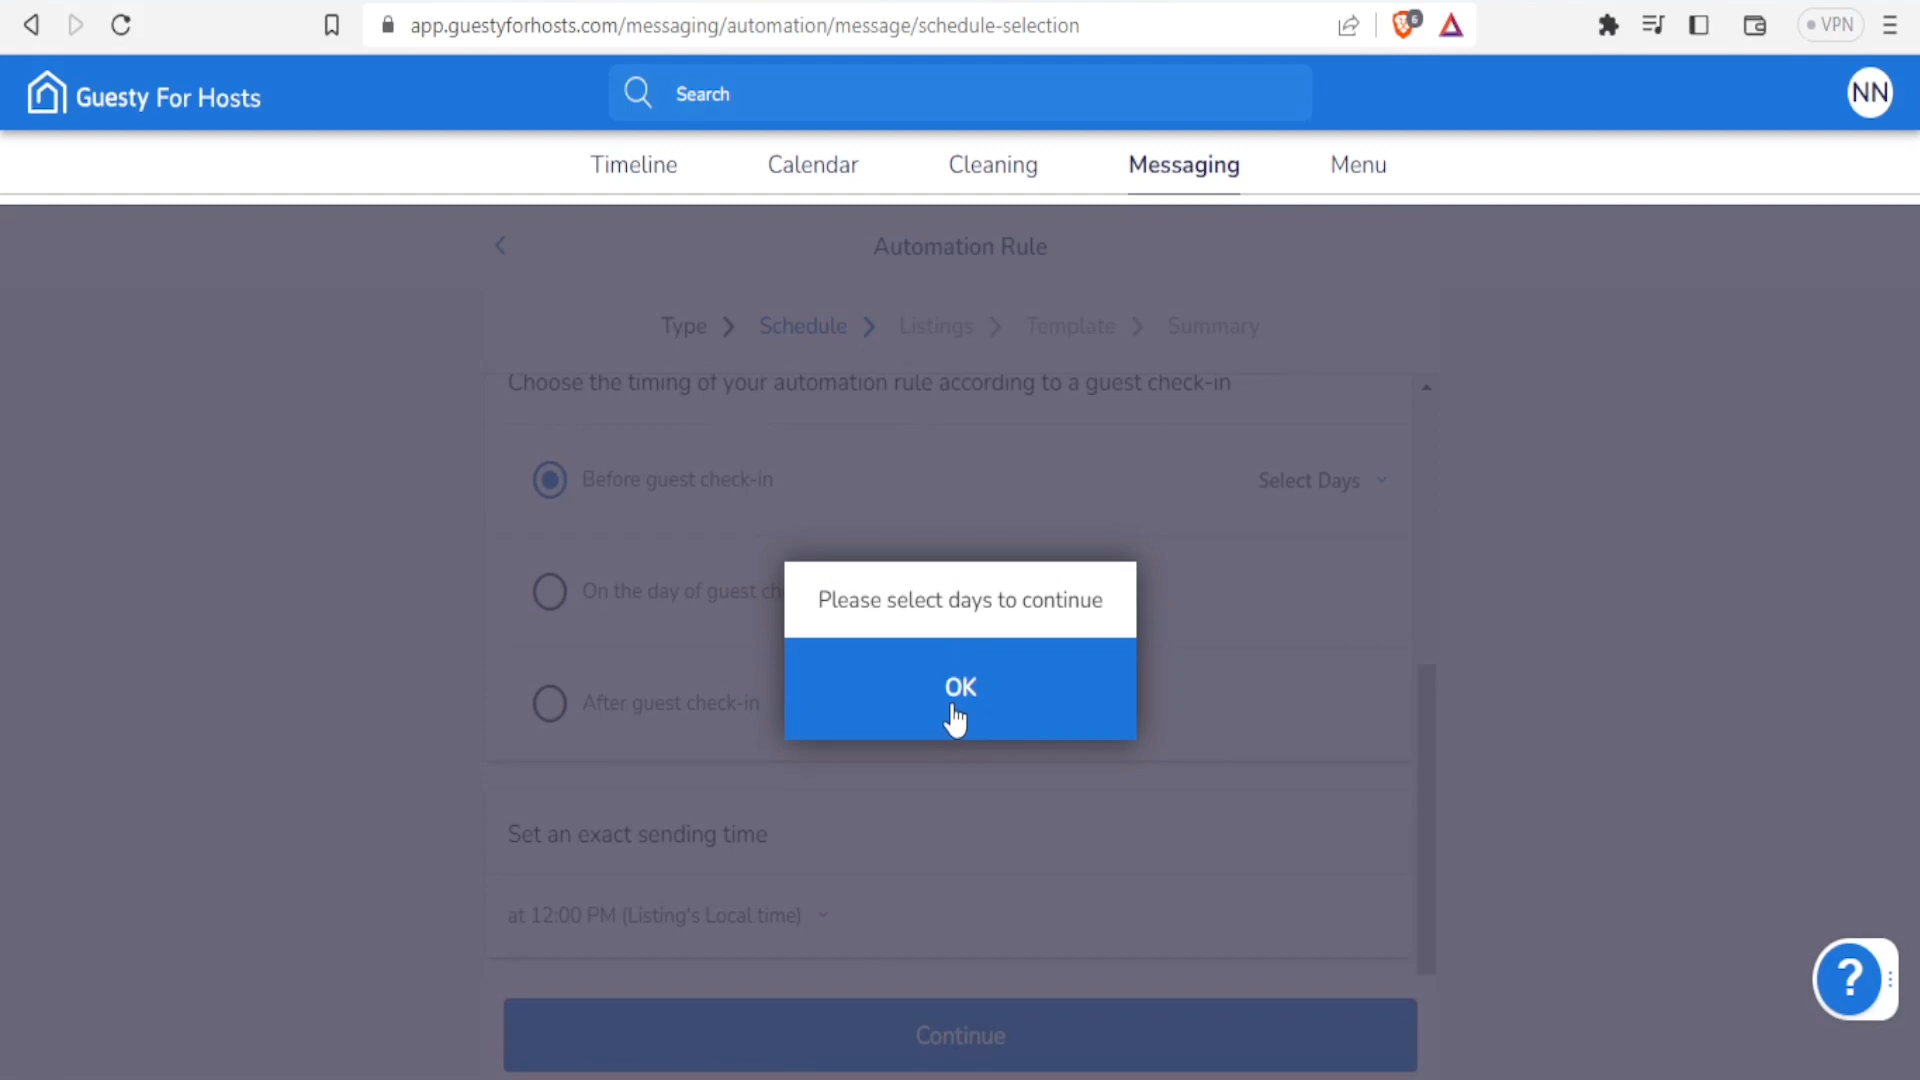 app.guestyforhosts.com/messaging/automation/message/schedule-selection
6
VPN
Guesty For Hosts
Search
NN
Timeline
Calendar
Cleaning
Messaging
Menu
Automation Rule
Type
Schedule
Listings
Template
Summary
Choose the timing of your automation rule according to a guest check-in
Before guest check-in
Select Days
On the day of guest ch
Please select days to continue
OK
After guest check-in
Set an exact sending time
at 12:00 PM (Listing's Local time)
?
Continue